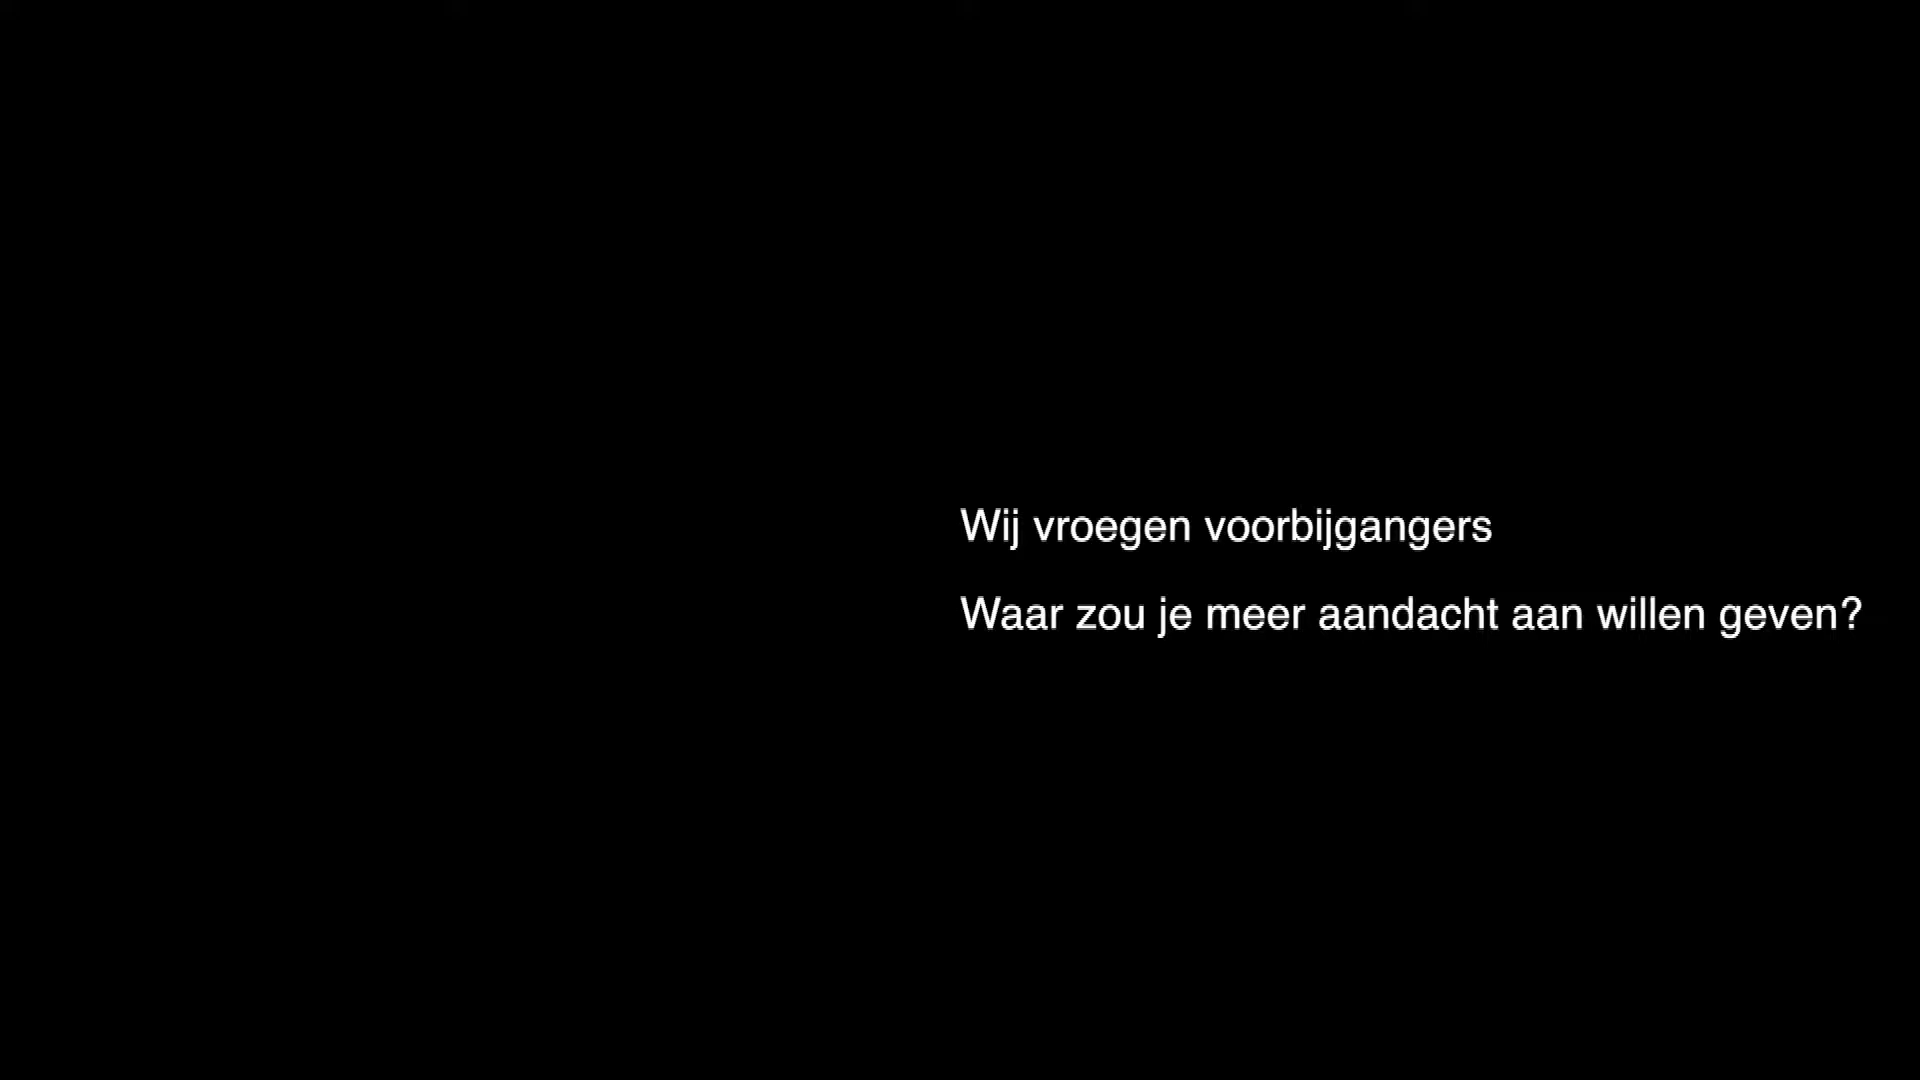 Wij vroegen voorbijgangers
Waar zou je meer aandacht aan willen geven?